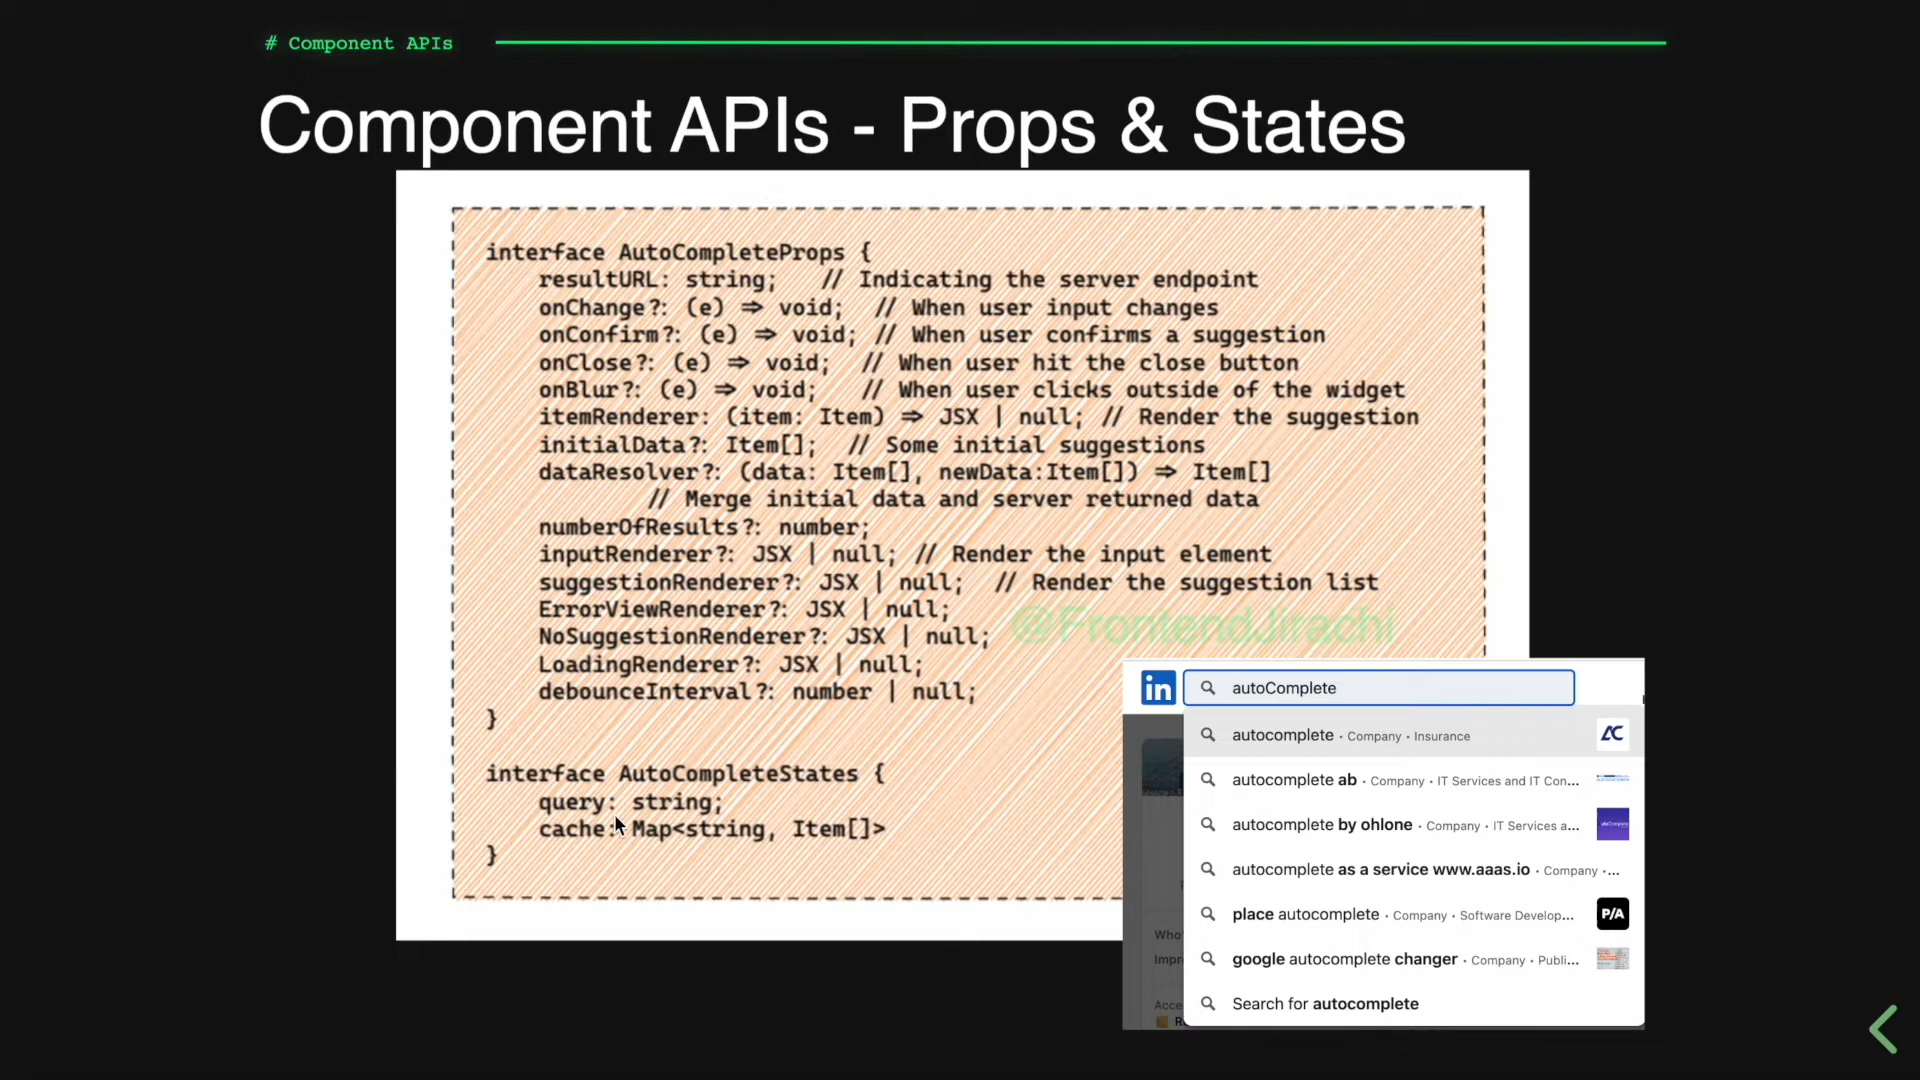 # Component APIs
Component APIs - Props & States
interface AutoCompleteProps {
resultURL: string; // Indicating the server endpoint
onChange?: (e) => void; // When user input changes
onConfirm?: (e) => void; // When user confirms a suggestion
onClose?: (e) => void; // When user hit the close button
onBlur?: (e) => void; // When user clicks outside of the widget
itemRenderer: (item: Item) => JSX | null; // Render the suggestion
initialData?: Item[]; // Some initial suggestions
dataResolver?: (data: Item[], newData:Item[]) => Item[]
// Merge initial data and server returned data
numberOfResults?: number;
inputRenderer?: JSX | null; // Render the input element
suggestionRenderer?: JSX | null; // Render the suggestion list
ErrorViewRenderer?: JSX | null;
@FrontendJirachi
NoSuggestionRenderer?: JSX | null;
LoadingRenderer?: JSX | null;
debounceInterval?: number | null;
}
interface AutoCompleteStates {
query: string;
cache: Map<string, Item[]>
}
in autoComplete
autocomplete • Company • Insurance AC
autocomplete ab • Company • IT Services and IT Con...
autocomplete by ohlone • Company • IT Services a...
autocomplete as a service www.aaas.io • Company •...
place autocomplete • Company • Software Develop... P/A
google autocomplete changer • Company • Publi...
Search for autocomplete
Who'
Impr
Acce